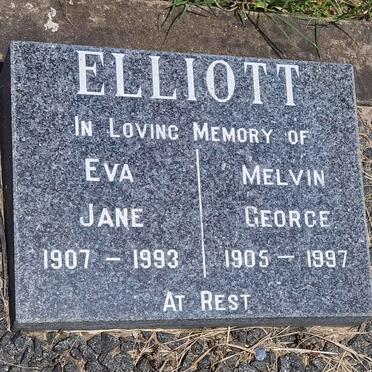 ELLIOTT
IN LOVING MEMORY OF
EVA JANE
1907 – 1993
MELVIN GEORGE
1905 – 1997
AT REST